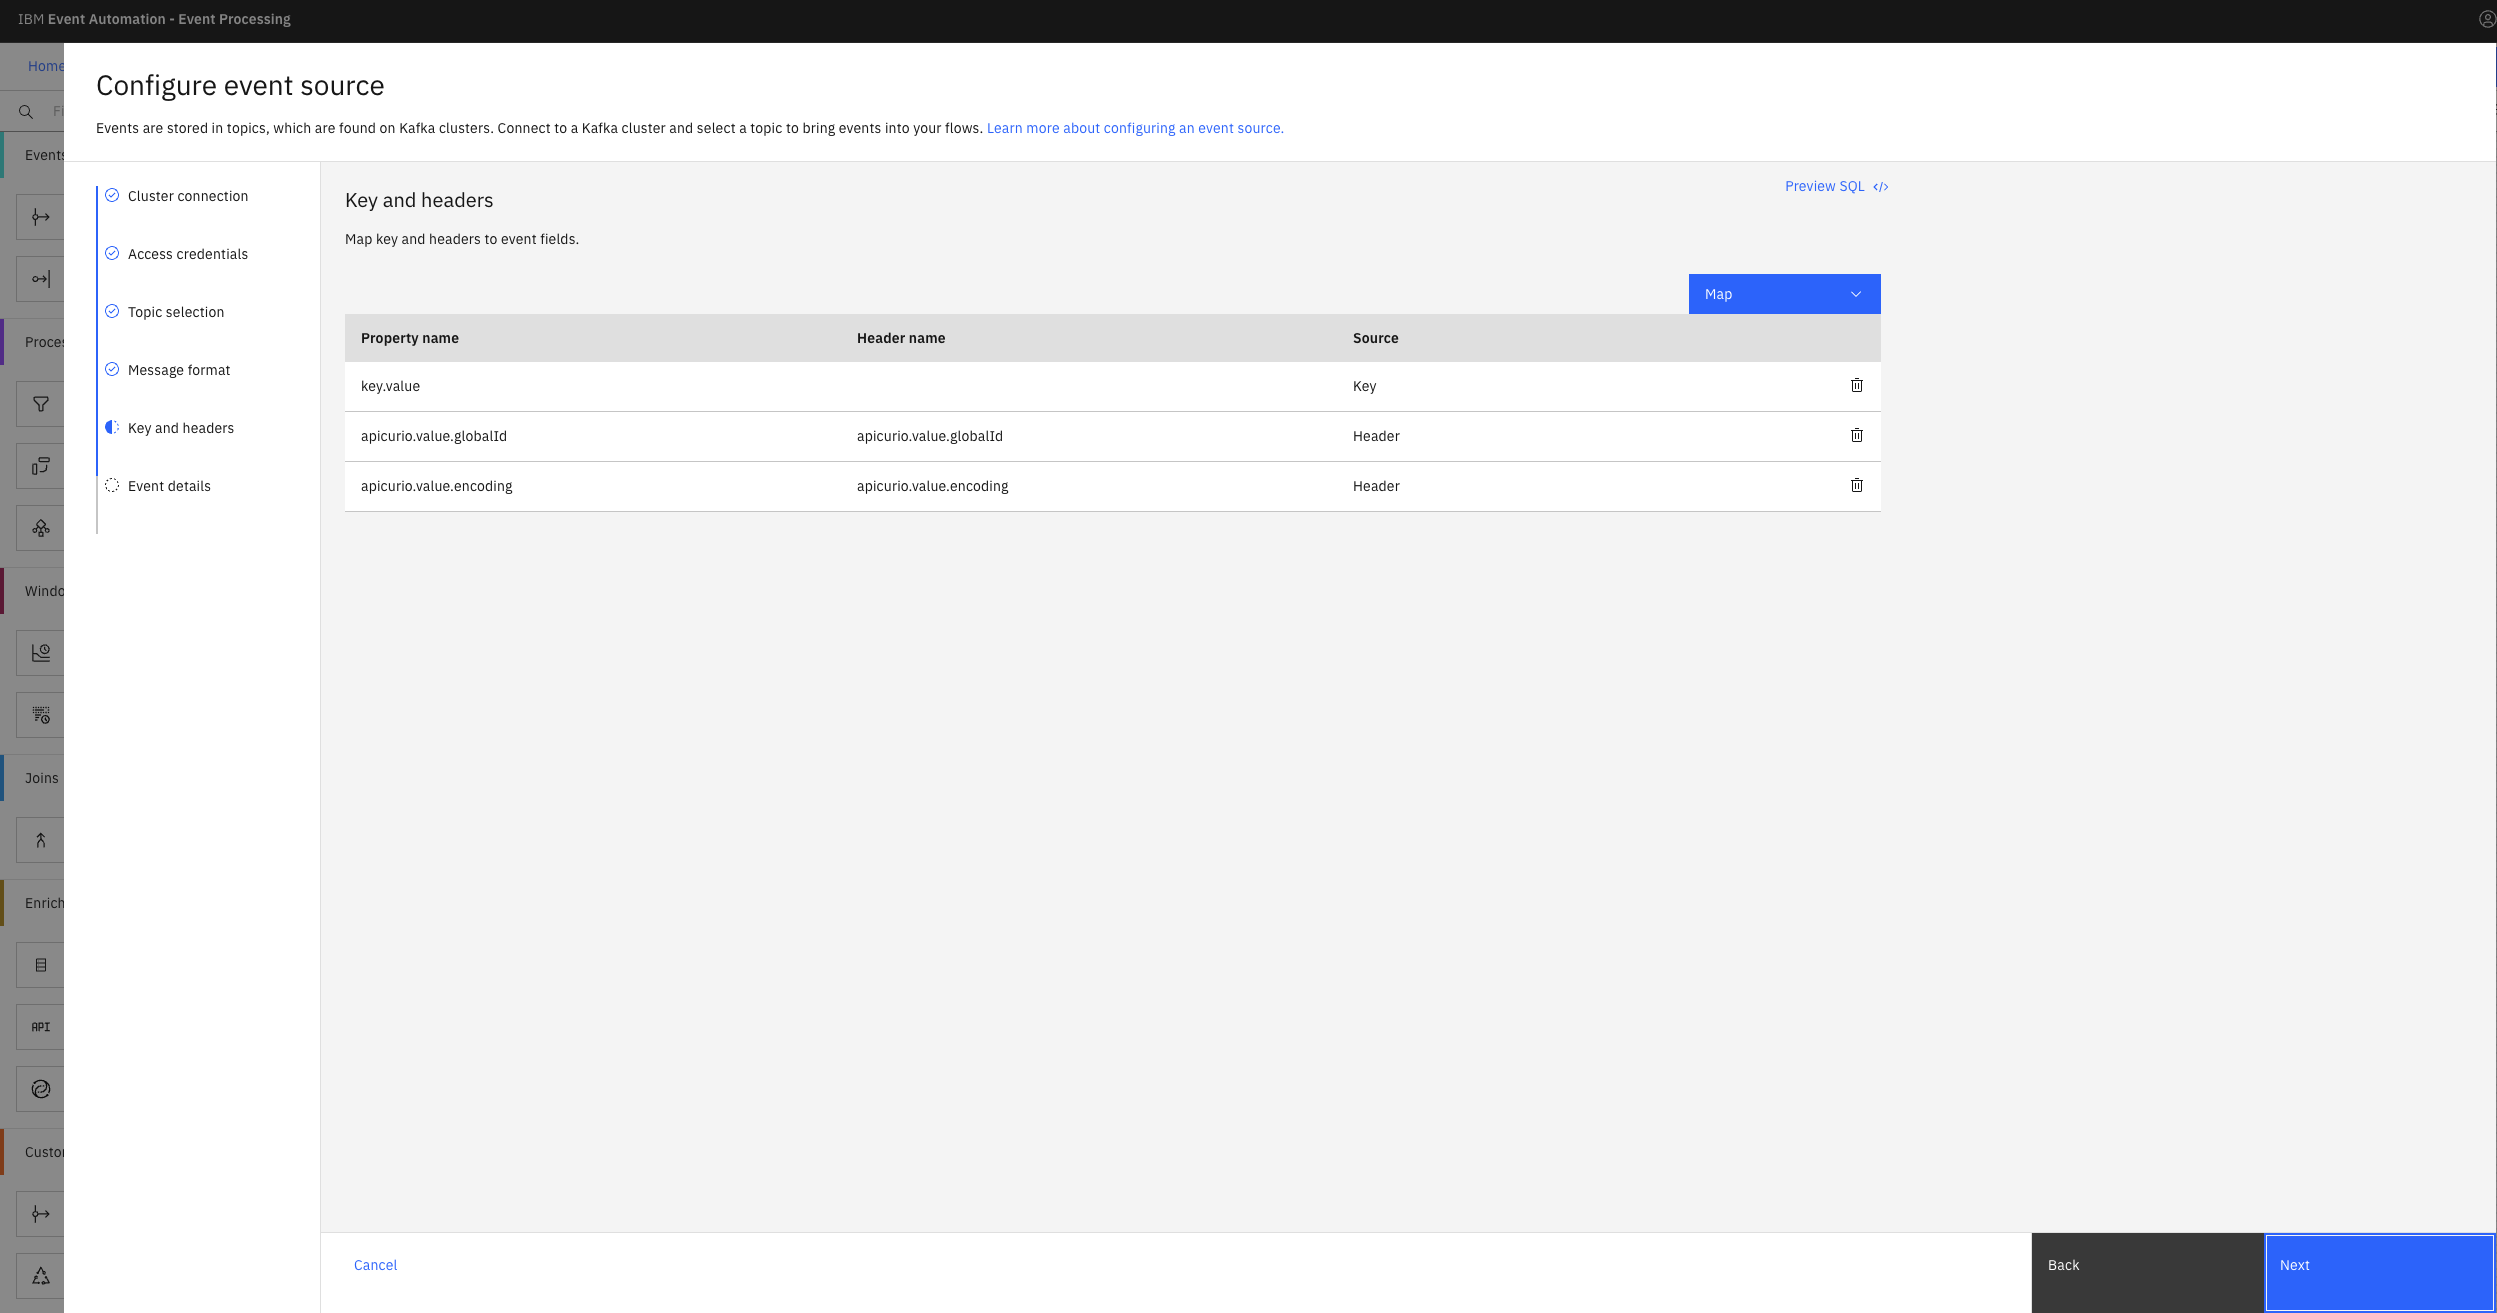 IBM Event Automation - Event Processing
Home
Configure event source
Events are stored in topics, which are found on Kafka clusters. Connect to a Kafka cluster and select a topic to bring events into your flows. Learn more about configuring an event source.
Fi
Events
Proces
Windo
Joins
Enrich
API
Custo
Cluster connection
Access credentials
Topic selection
Message format
Key and headers
Event details
Key and headers
Preview SQL </>
Map key and headers to event fields.
Map
Property name Header name Source
key.value Key
apicurio.value.globalId apicurio.value.globalId Header
apicurio.value.encoding apicurio.value.encoding Header
Cancel
Back
Next